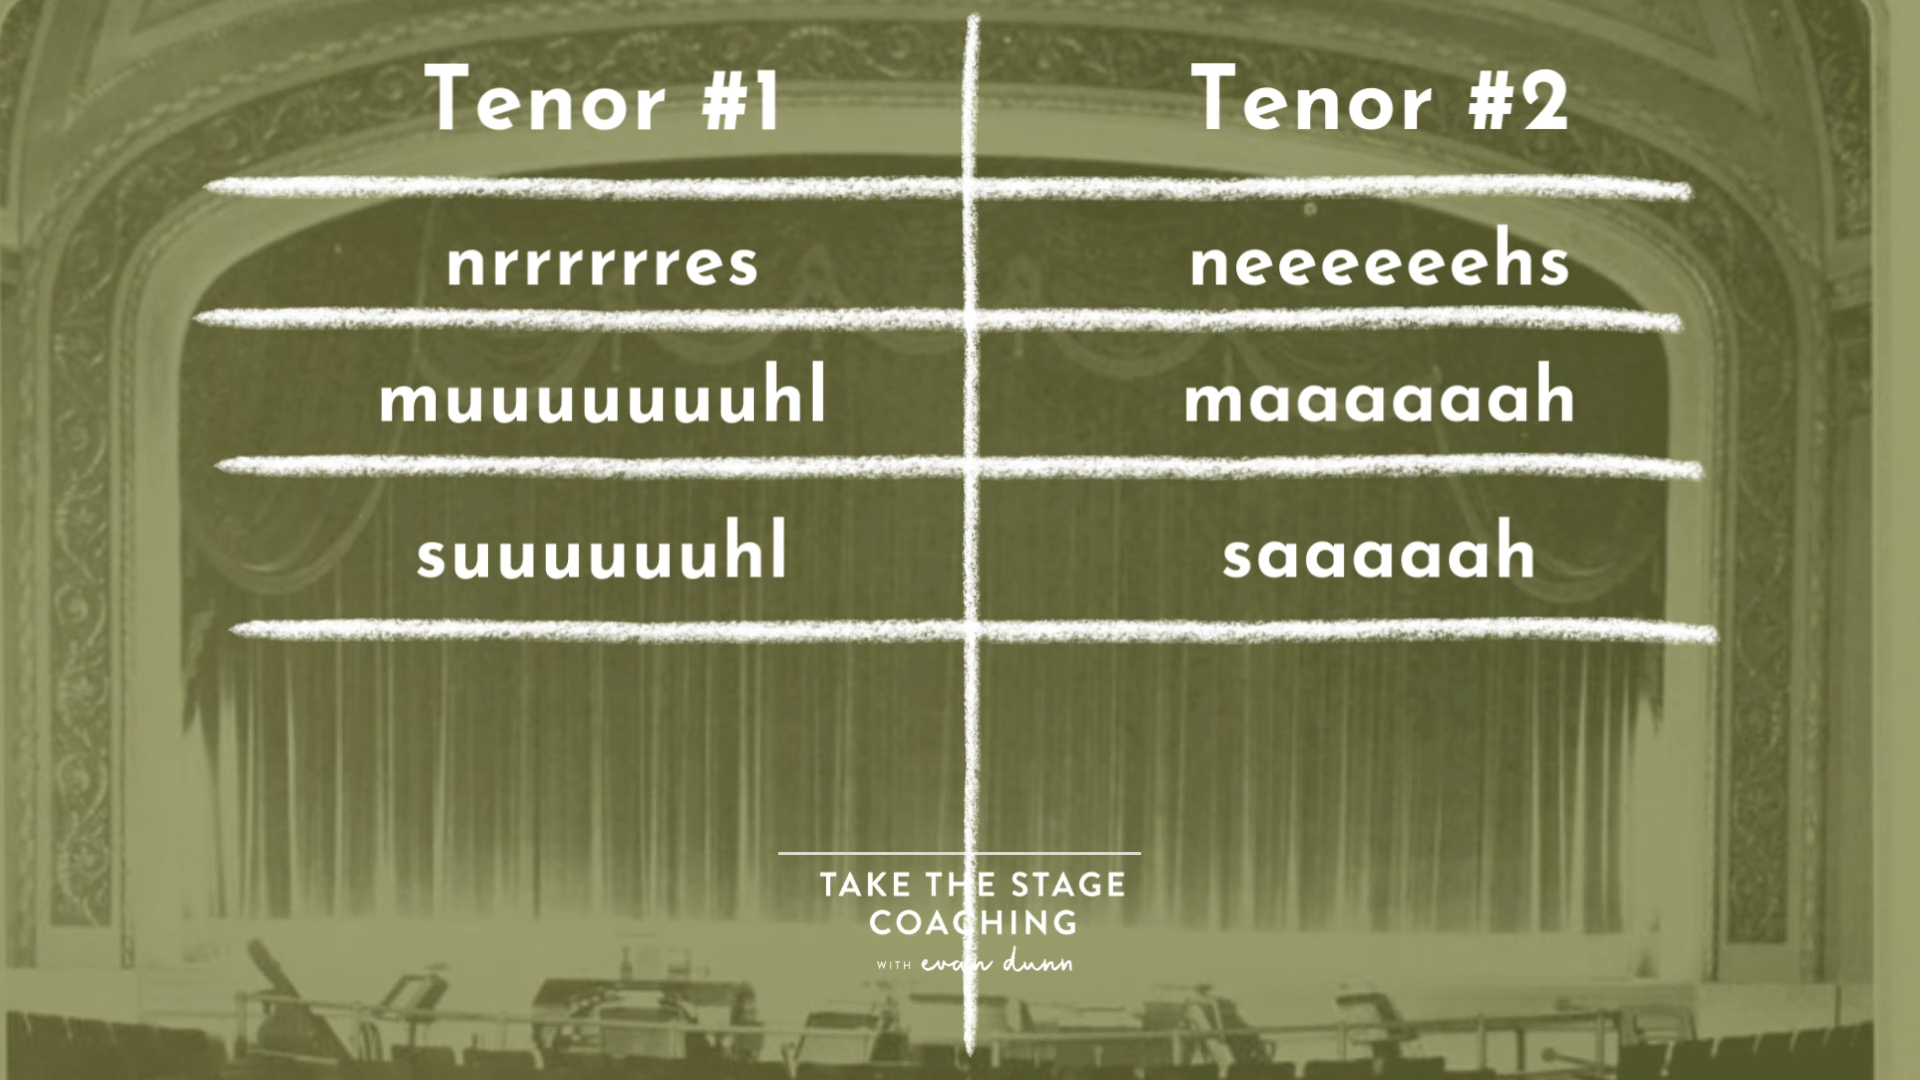 Tenor #1 Tenor #2
nrrrrrres neeeeeehs
muuuuuuuhl maaaaaah
suuuuuuhl saaaaah
TAKE THE STAGE
COACHING
WITH evan dunn